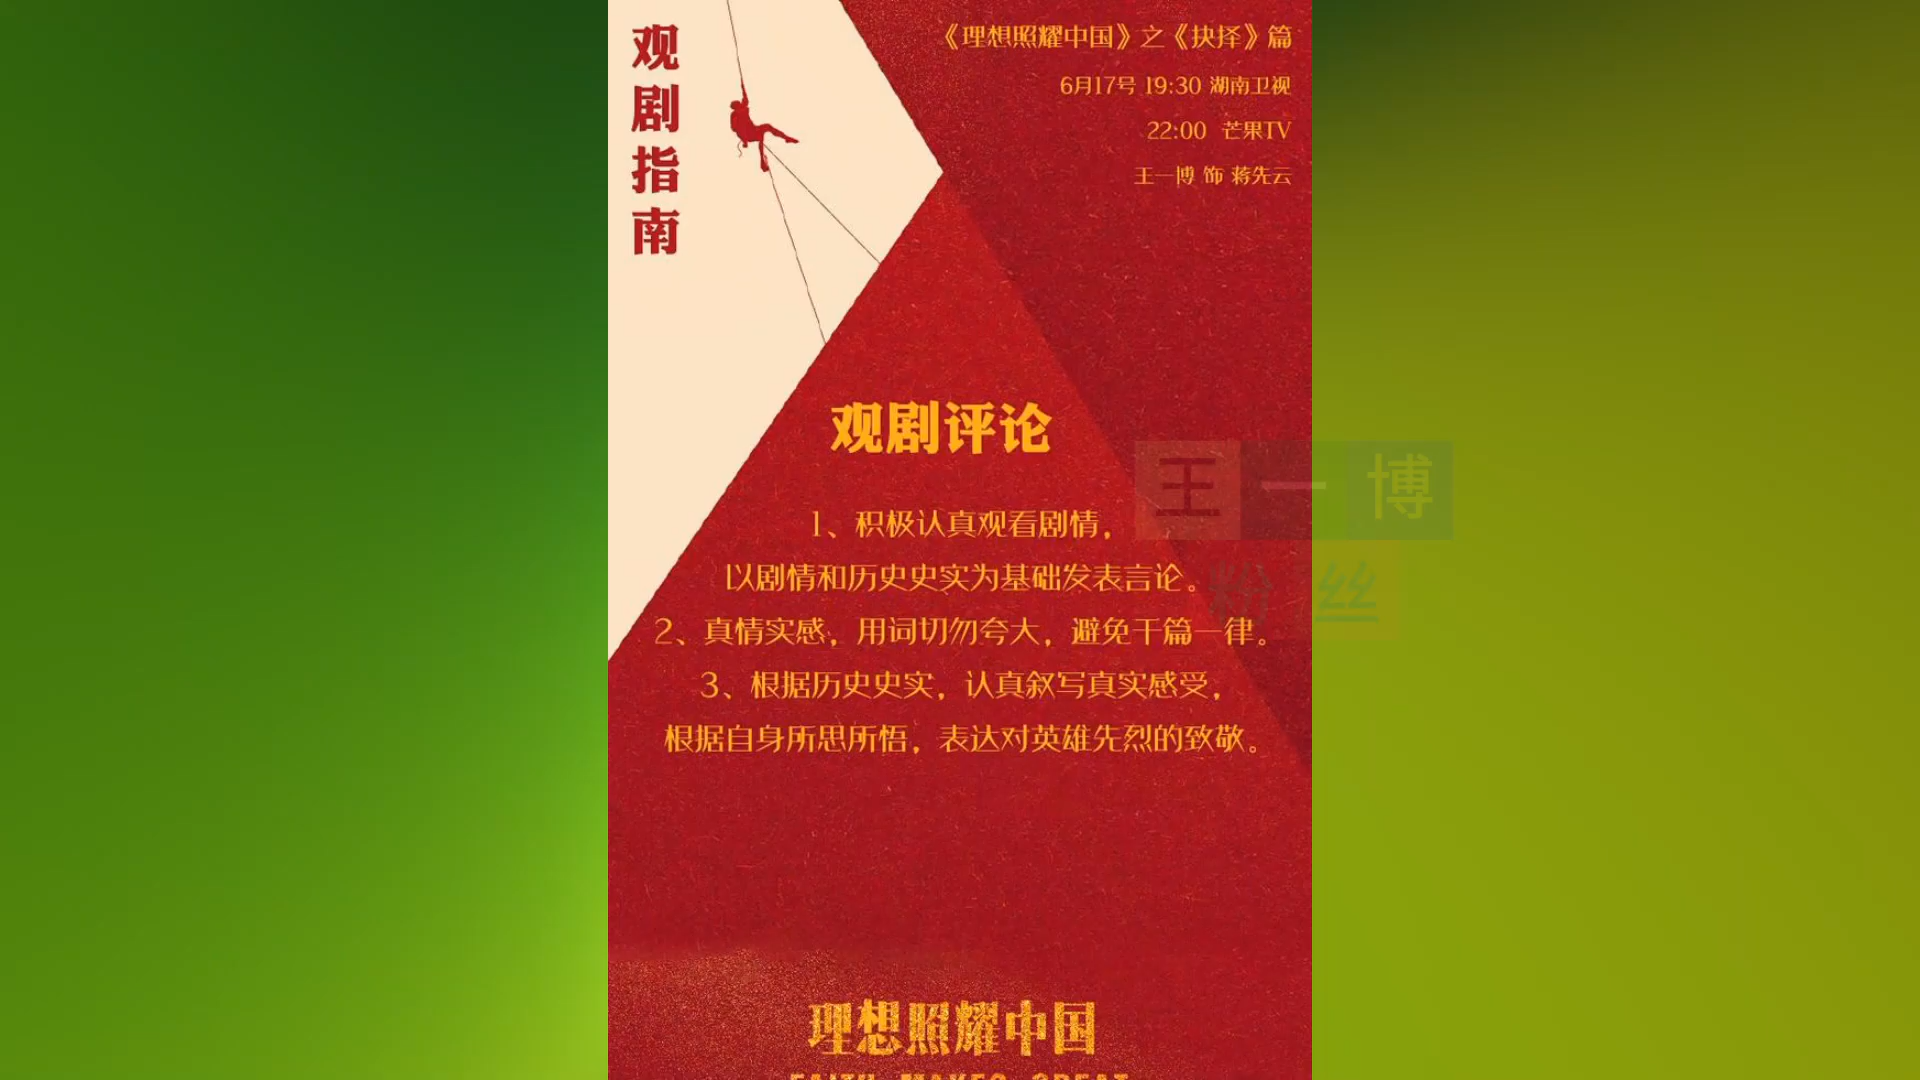 观剧指南
《理想照耀中国》之《抉择》篇
6月17号 19:30 湖南卫视
22:00 芒果TV
王一博 饰 蒋先云
观剧评论
1、积极认真观看剧情，
以剧情和历史史实为基础发表言论。
2、真情实感，用词切勿夸大，避免千篇一律。
3、根据历史史实，认真叙写真实感受，
根据自身所思所悟，表达对英雄先烈的致敬。
王一博
粉丝
理想照耀中国
FAITH MAKES GREAT